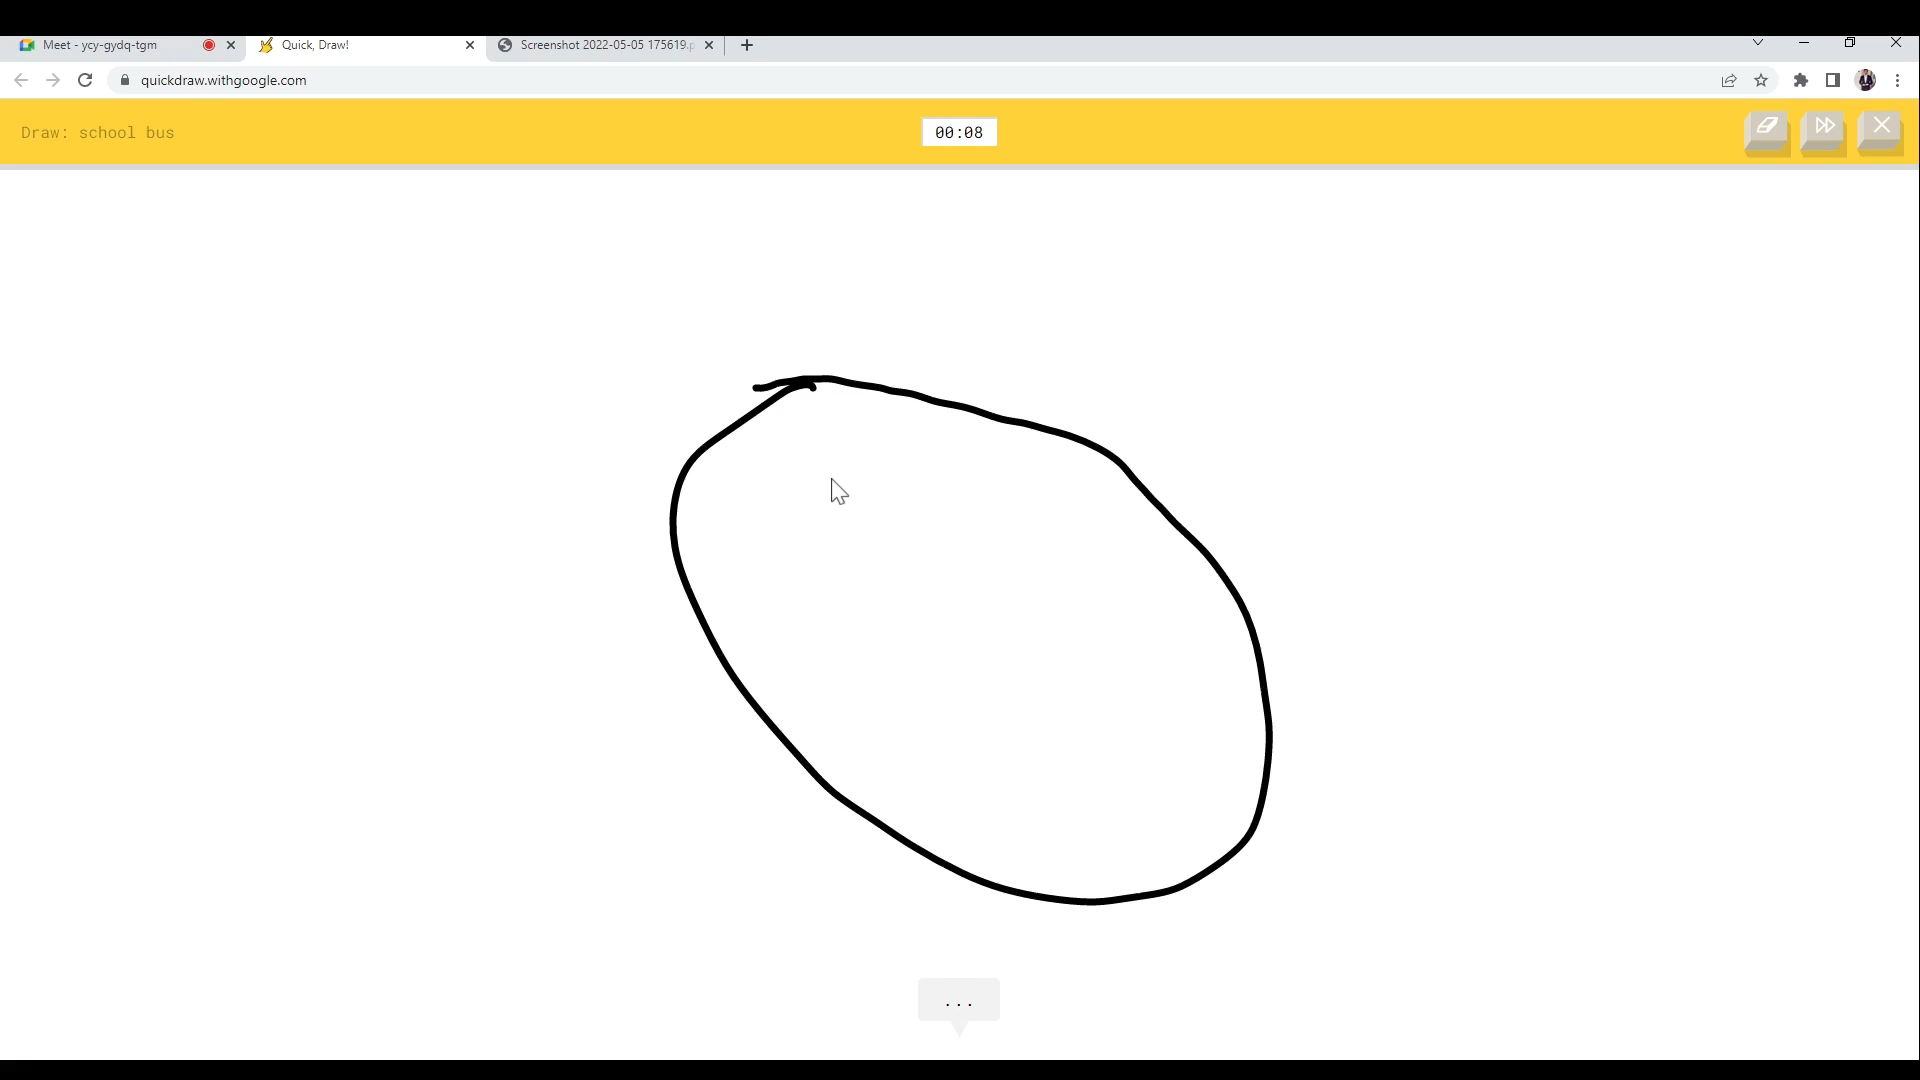 Meet - ycy-gydq-tgm
Quick, Draw!
Screenshot 2022-05-05 175619.p
quickdraw.withgoogle.com
Draw: school bus
00:08
...